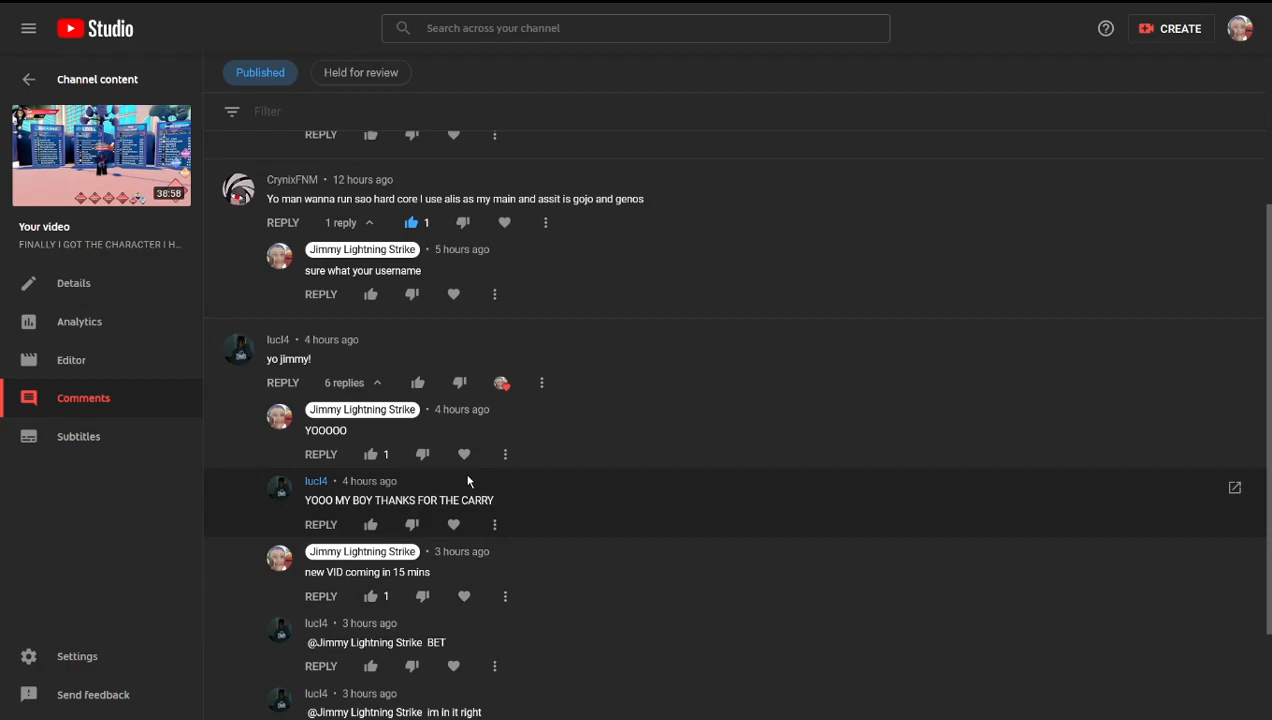 Studio
Search across your channel
CREATE
Channel content
38:58
Your video
FINALLY I GOT THE CHARACTER I H...
Details
Analytics
Editor
Comments
Subtitles
Settings
Send feedback
Published
Held for review
Filter
REPLY
CrynixFNM • 12 hours ago
Yo man wanna run sao hard core I use alis as my main and assit is gojo and genos
REPLY 1 reply 1
Jimmy Lightning Strike • 5 hours ago
sure what your username
REPLY
lucl4 • 4 hours ago
yo jimmy!
REPLY 6 replies
Jimmy Lightning Strike • 4 hours ago
YOOOOO
REPLY 1
lucl4 • 4 hours ago
YOOO MY BOY THANKS FOR THE CARRY
REPLY
Jimmy Lightning Strike • 3 hours ago
new VID coming in 15 mins
REPLY 1
lucl4 • 3 hours ago
@Jimmy Lightning Strike BET
REPLY
lucl4 • 3 hours ago
@Jimmy Lightning Strike im in it right